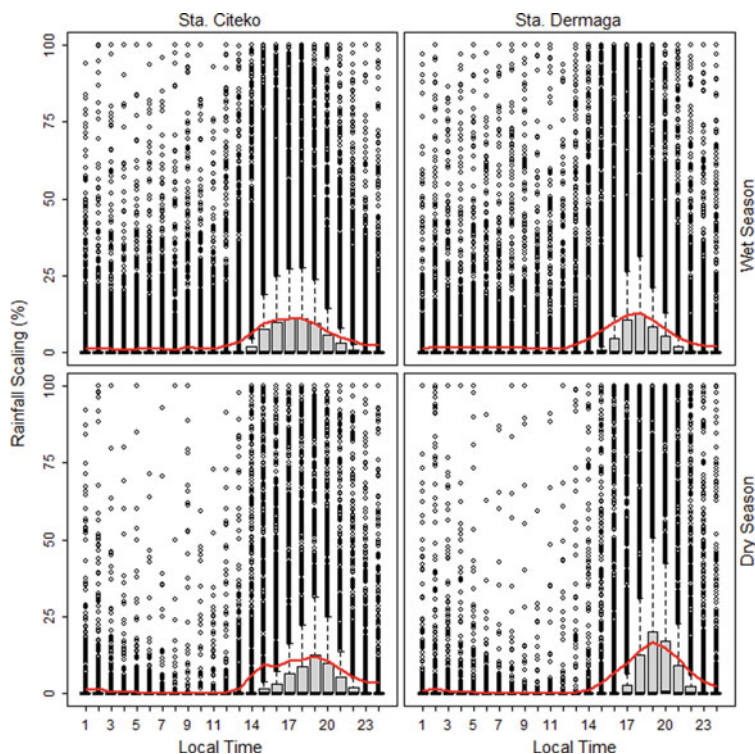 Sta. Citeko
Sta. Dermaga
Rainfall Scaling (%)
100
75
50
25
0
Wet Season
100
75
50
25
0
Dry Season
1 3 5 7 9 11 14 17 20 23
1 3 5 7 9 11 14 17 20 23
Local Time
Local Time